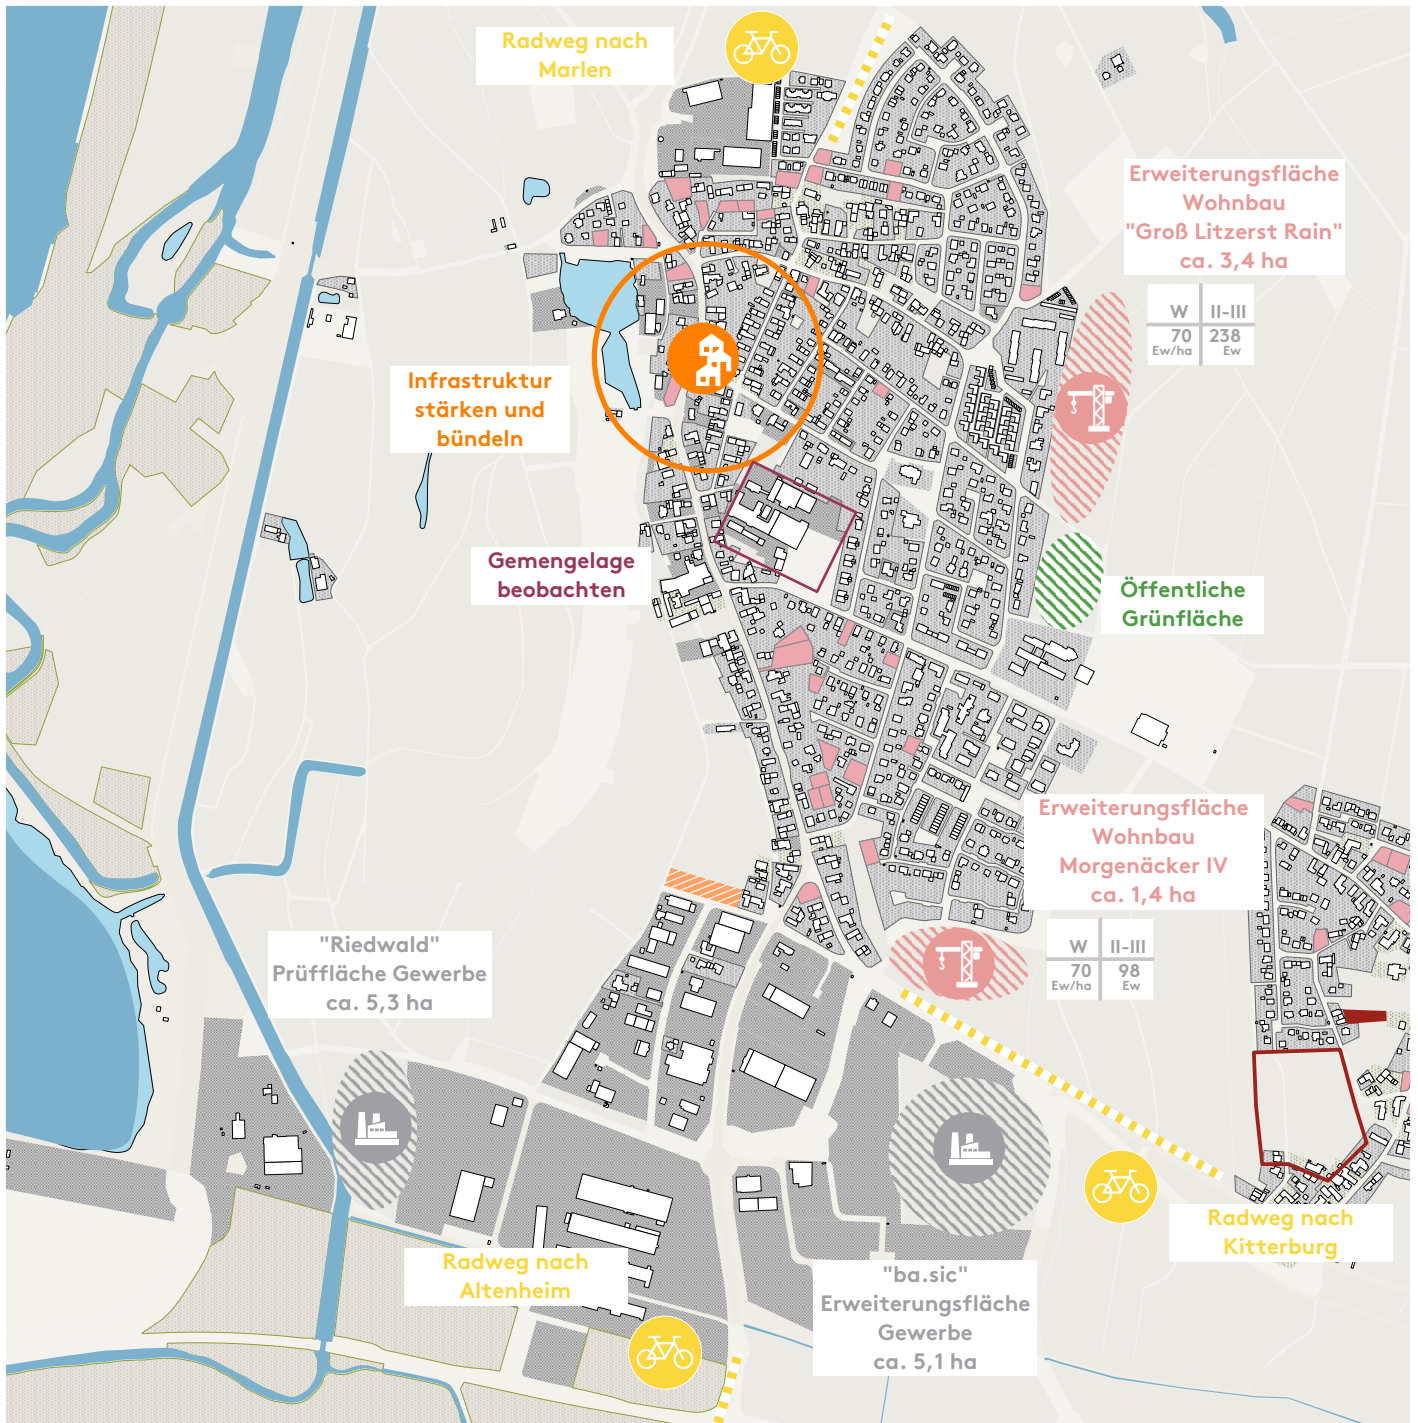 Radweg nach
Marlen
Erweiterungsfläche
Wohnbau
"Groß Litzerst Rain"
ca. 3,4 ha
W II-III
70 238
Ew/ha Ew
Infrastruktur
stärken und
bündeln
Gemengelage
beobachten
Öffentliche
Grünfläche
Erweiterungsfläche
Wohnbau
Morgenäcker IV
ca. 1,4 ha
W II-III
70 98
Ew/ha Ew
"Riedwald"
Prüffläche Gewerbe
ca. 5,3 ha
Radweg nach
Kitterburg
Radweg nach
Altenheim
"ba.sic"
Erweiterungsfläche
Gewerbe
ca. 5,1 ha